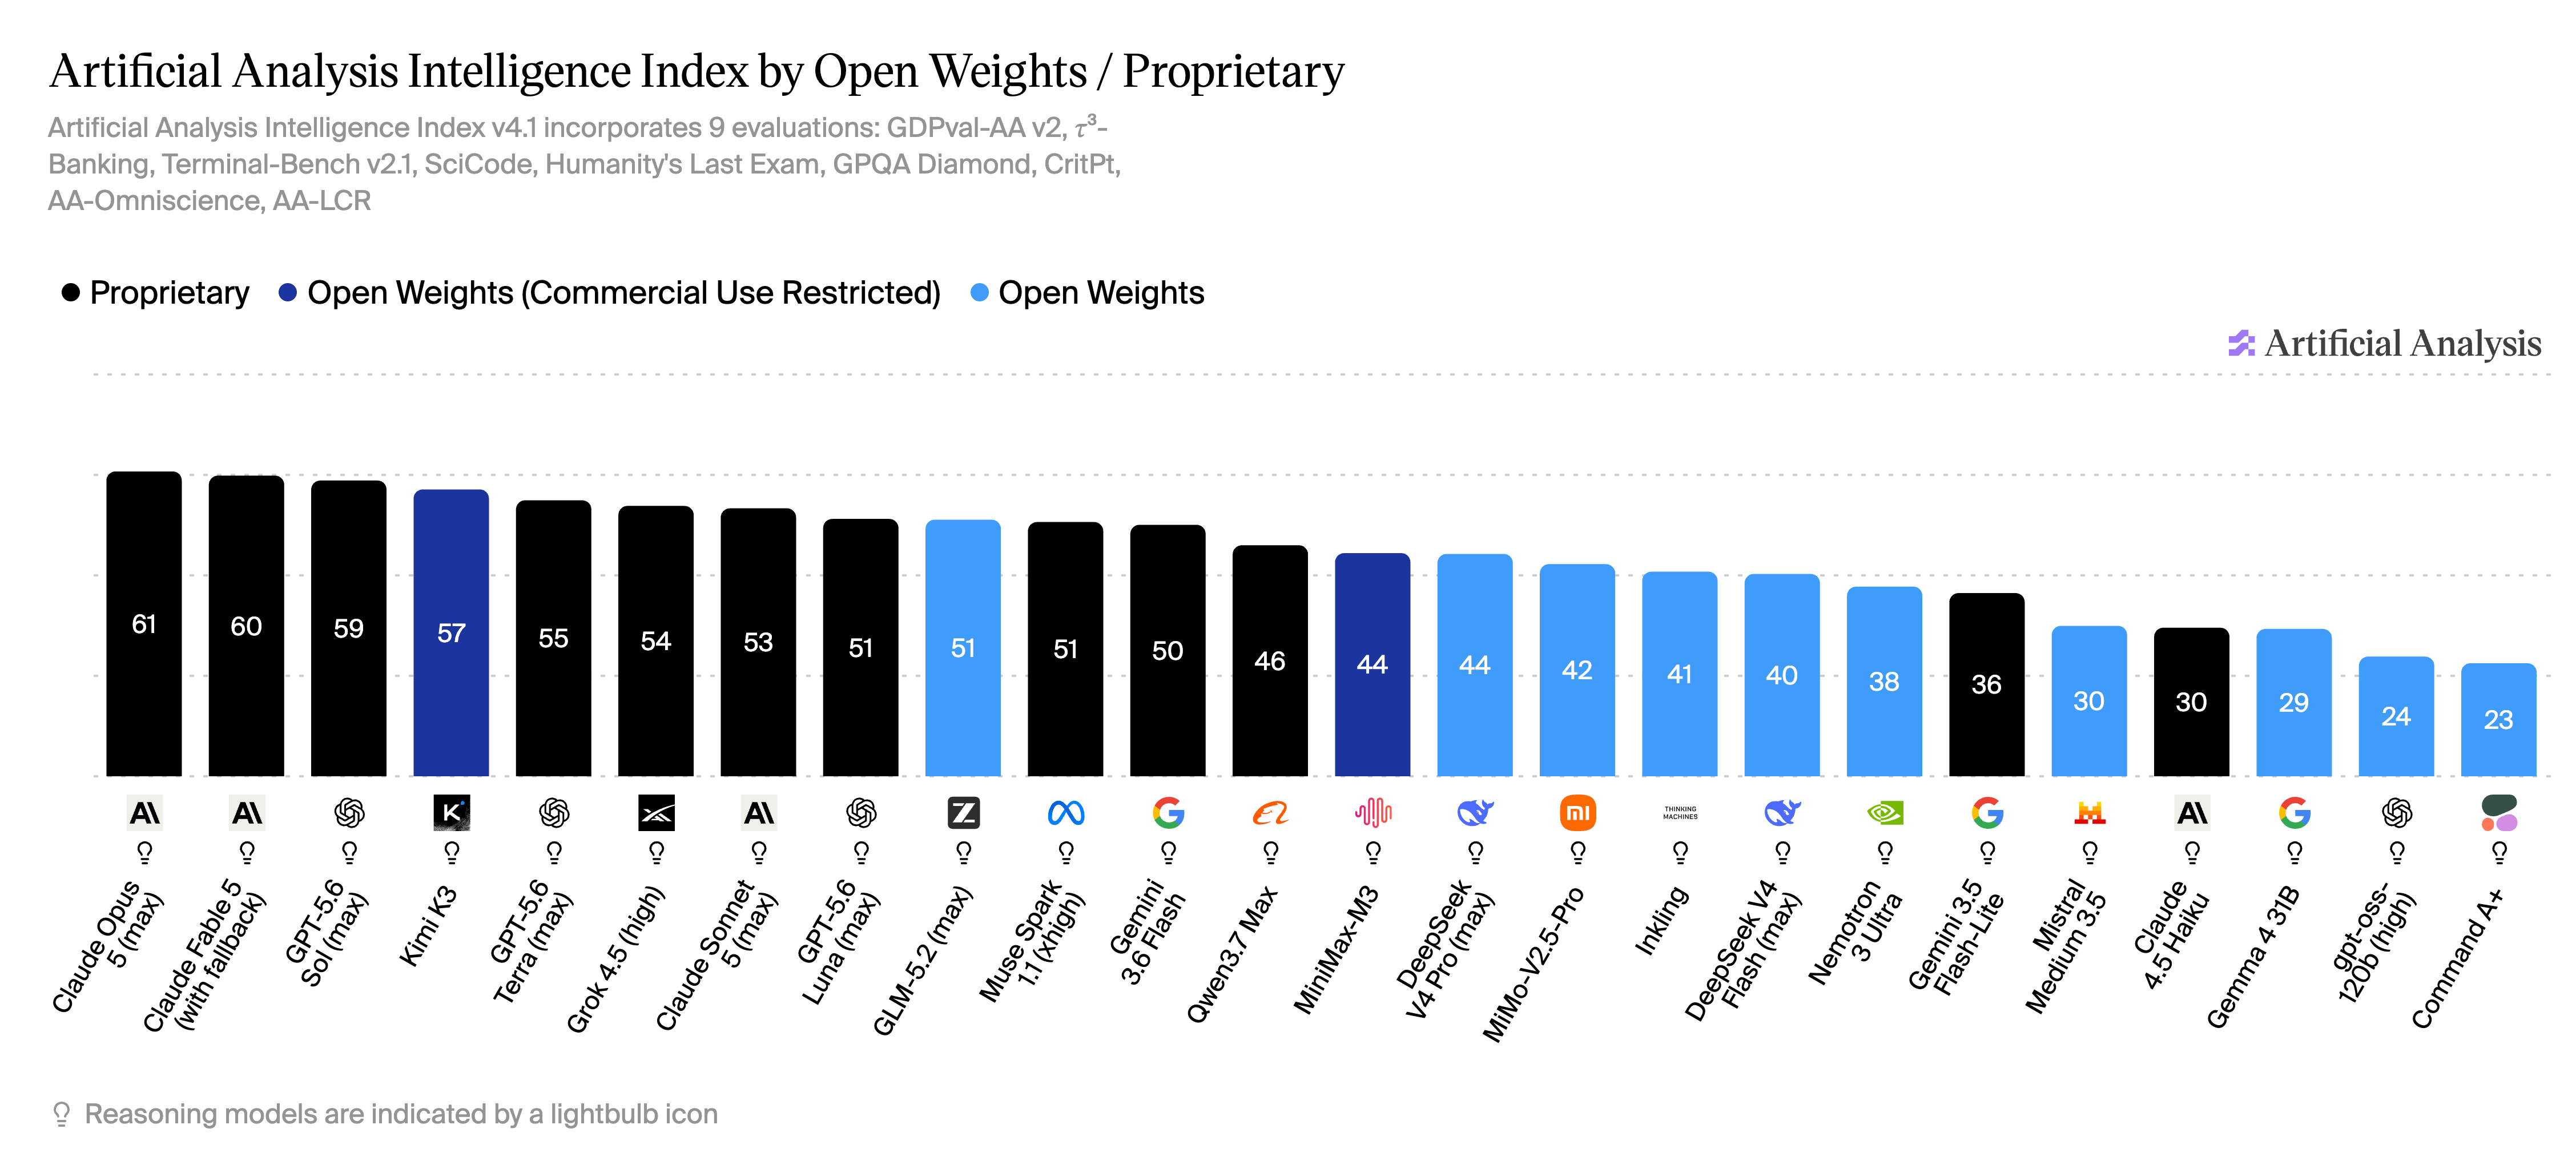 Artificial Analysis Intelligence Index by Open Weights / Proprietary
Artificial Analysis Intelligence Index v4.1 incorporates 9 evaluations: GDPval-AA v2, 𝜏³-
Banking, Terminal-Bench v2.1, SciCode, Humanity's Last Exam, GPQA Diamond, CritPt,
AA-Omniscience, AA-LCR
Proprietary
Open Weights (Commercial Use Restricted)
Open Weights
Artificial Analysis
61
60
59
57
55
54
53
51
51
51
50
46
44
44
42
41
40
38
36
30
30
29
24
23
THINKING
MACHINES
Claude Opus
5 (max)
Claude Fable 5
(with fallback)
GPT-5.6
Sol (max)
Kimi K3
GPT-5.6
Terra (max)
Grok 4.5 (high)
Claude Sonnet
5 (max)
GPT-5.6
Luna (max)
GLM-5.2 (max)
Muse Spark
1.1 (xhigh)
Gemini
3.6 Flash
Qwen3.7 Max
MiniMax-M3
DeepSeek
V4 Pro (max)
MiMo-V2.5-Pro
Inkling
DeepSeek V4
Flash (max)
Nemotron
3 Ultra
Gemini 3.5
Flash-Lite
Mistral
Medium 3.5
Claude
4.5 Haiku
Gemma 4 31B
gpt-oss-
120b (high)
Command A+
Reasoning models are indicated by a lightbulb icon